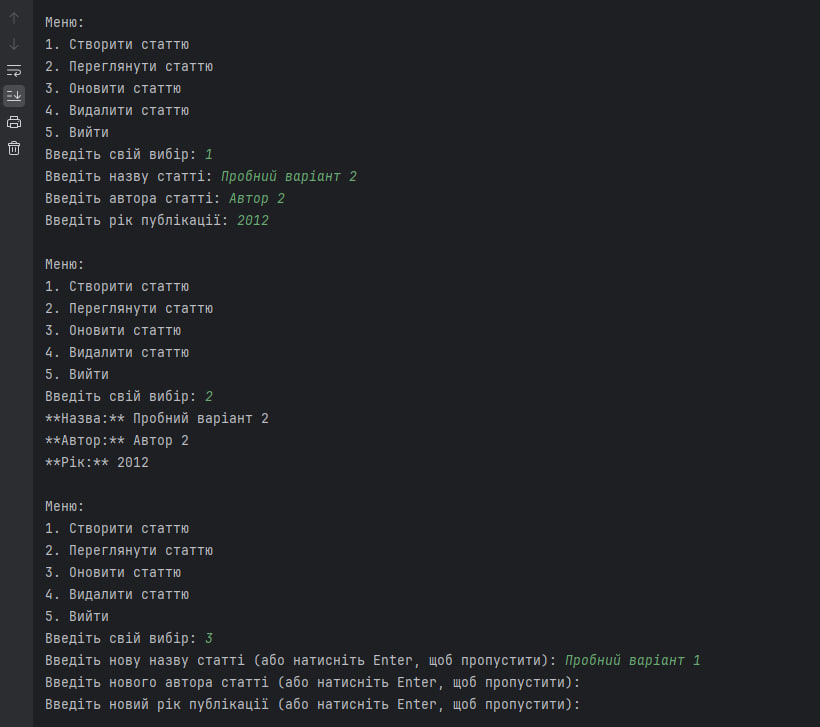 Меню:
1. Створити статтю
2. Переглянути статтю
3. Оновити статтю
4. Видалити статтю
5. Вийти
Введіть свій вибір: 1
Введіть назву статті: Пробний варіант 2
Введіть автора статті: Автор 2
Введіть рік публікації: 2012
Меню:
1. Створити статтю
2. Переглянути статтю
3. Оновити статтю
4. Видалити статтю
5. Вийти
Введіть свій вибір: 2
**Назва:** Пробний варіант 2
**Автор:** Автор 2
**Рік:** 2012
Меню:
1. Створити статтю
2. Переглянути статтю
3. Оновити статтю
4. Видалити статтю
5. Вийти
Введіть свій вибір: 3
Введіть нову назву статті (або натисніть Enter, щоб пропустити): Пробний варіант 1
Введіть нового автора статті (або натисніть Enter, щоб пропустити):
Введіть новий рік публікації (або натисніть Enter, щоб пропустити):